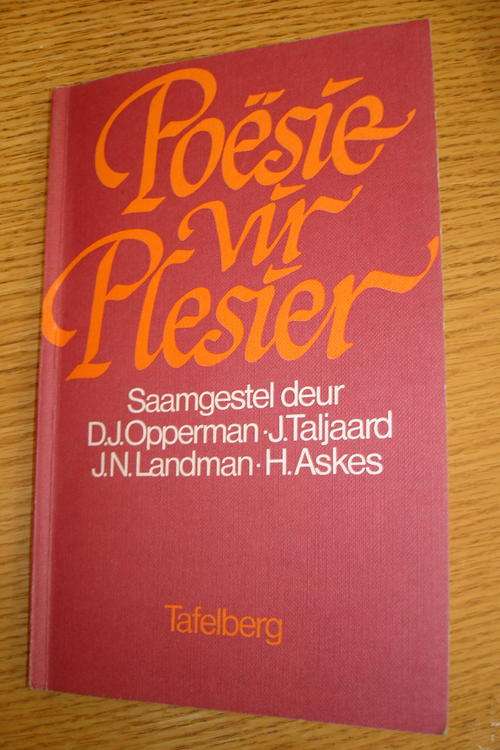 Poësie
vir
Plesier
Saamgestel deur
D.J.Opperman·J.Taljaard
J.N.Landman·H.Askes
Tafelberg